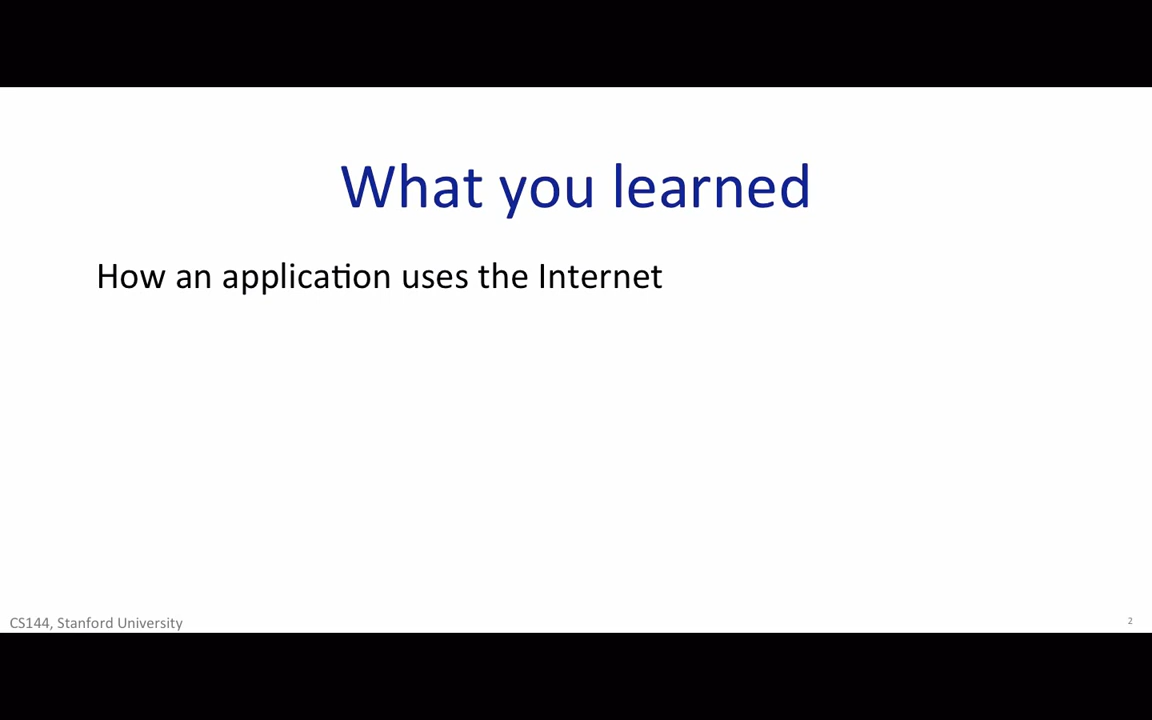 What you learned
How an application uses the Internet
CS144, Stanford University
2